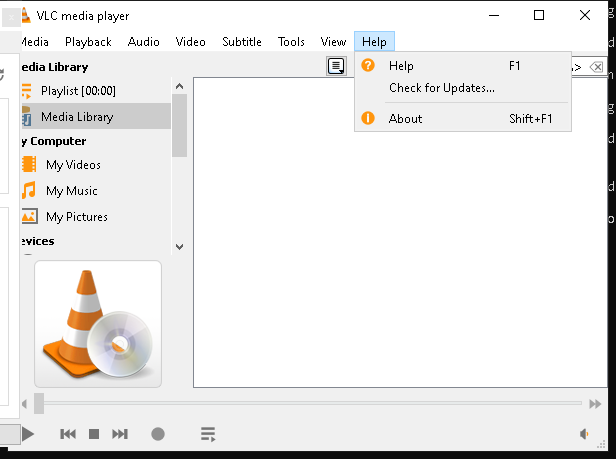 VLC media player
Media Playback Audio Video Subtitle Tools View Help
Help F1
Check for Updates...
About Shift+F1
edia Library
Playlist [00:00]
Media Library
y Computer
My Videos
My Music
My Pictures
evices